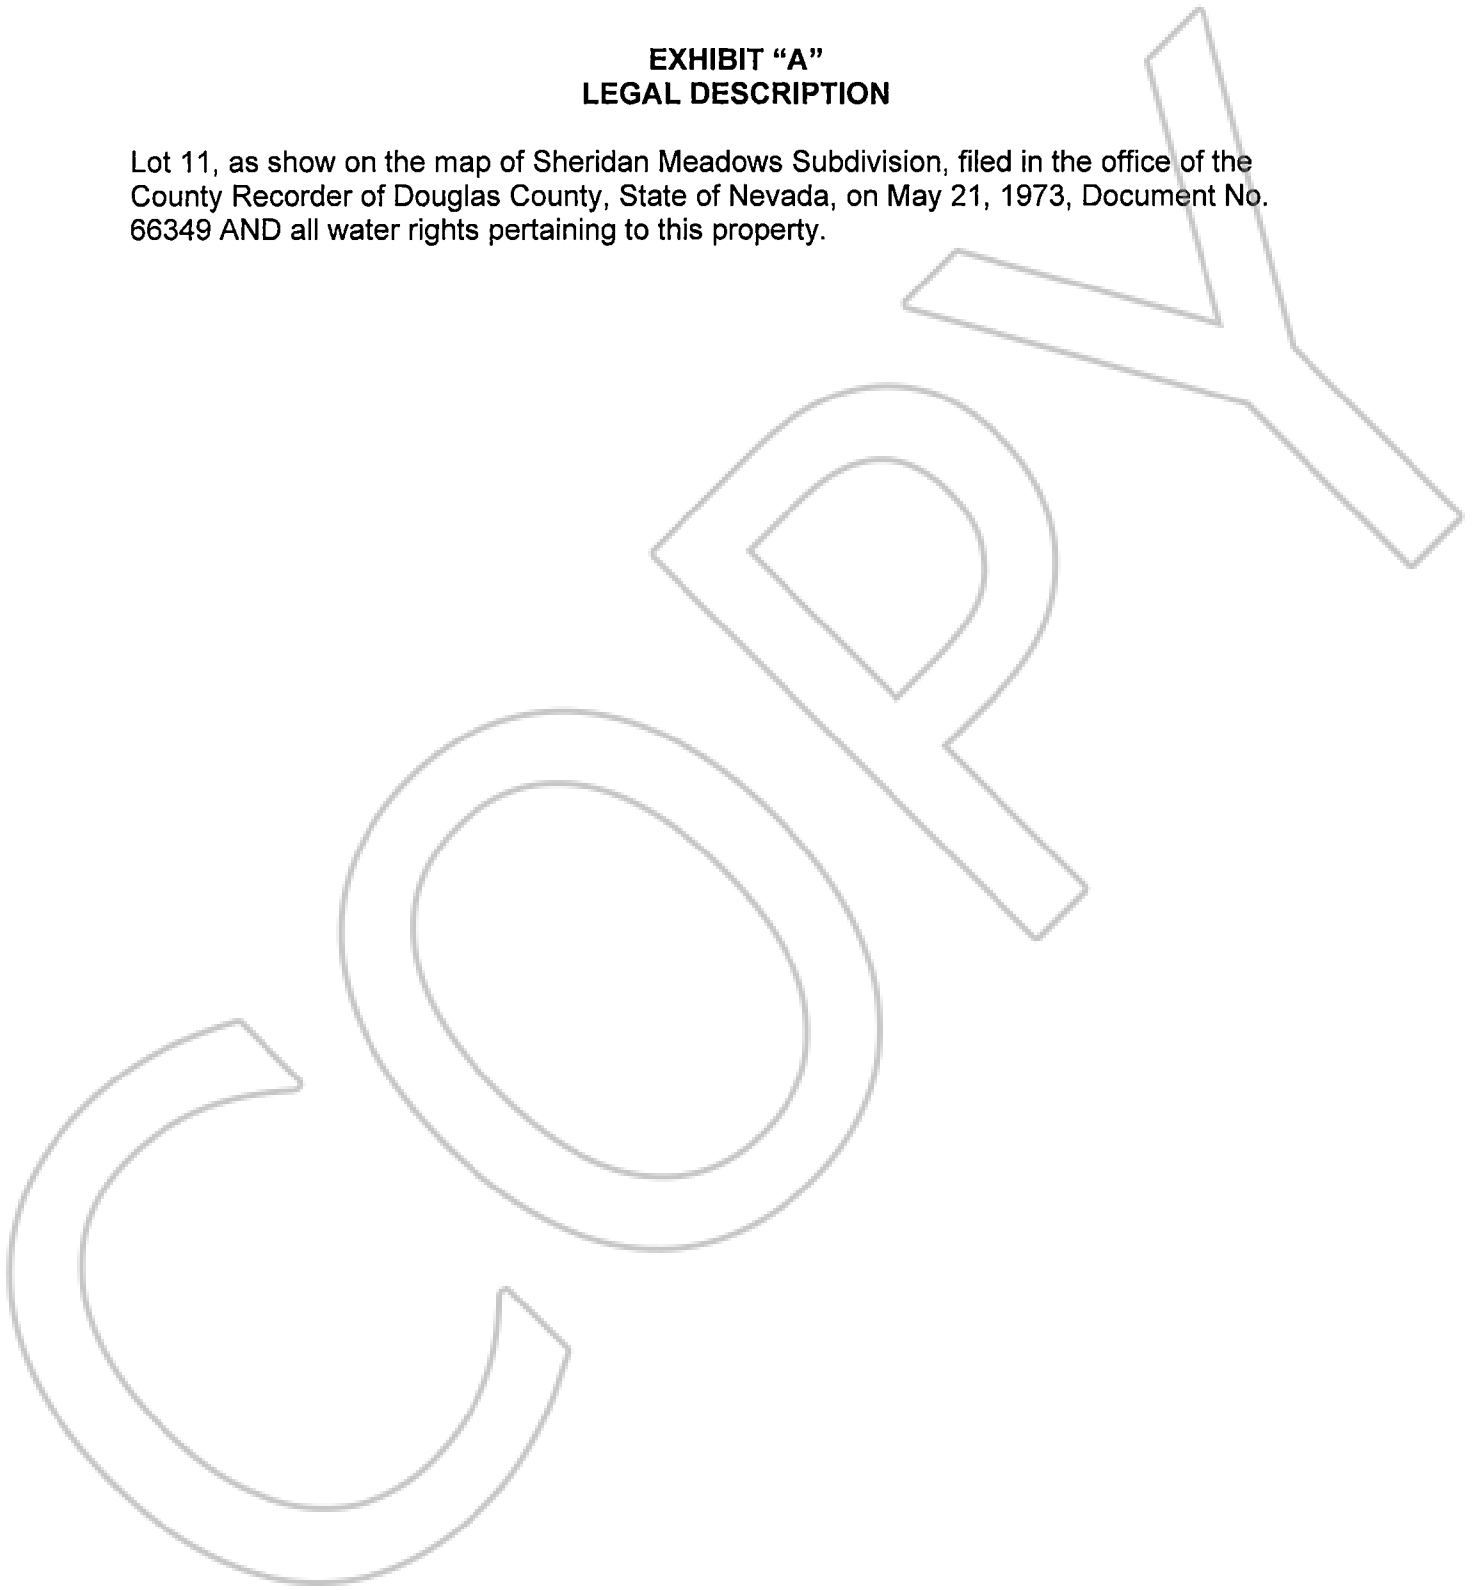 EXHIBIT “A”
LEGAL DESCRIPTION
Lot 11, as show on the map of Sheridan Meadows Subdivision, filed in the office of the
County Recorder of Douglas County, State of Nevada, on May 21, 1973, Document No.
66349 AND all water rights pertaining to this property.
COPY